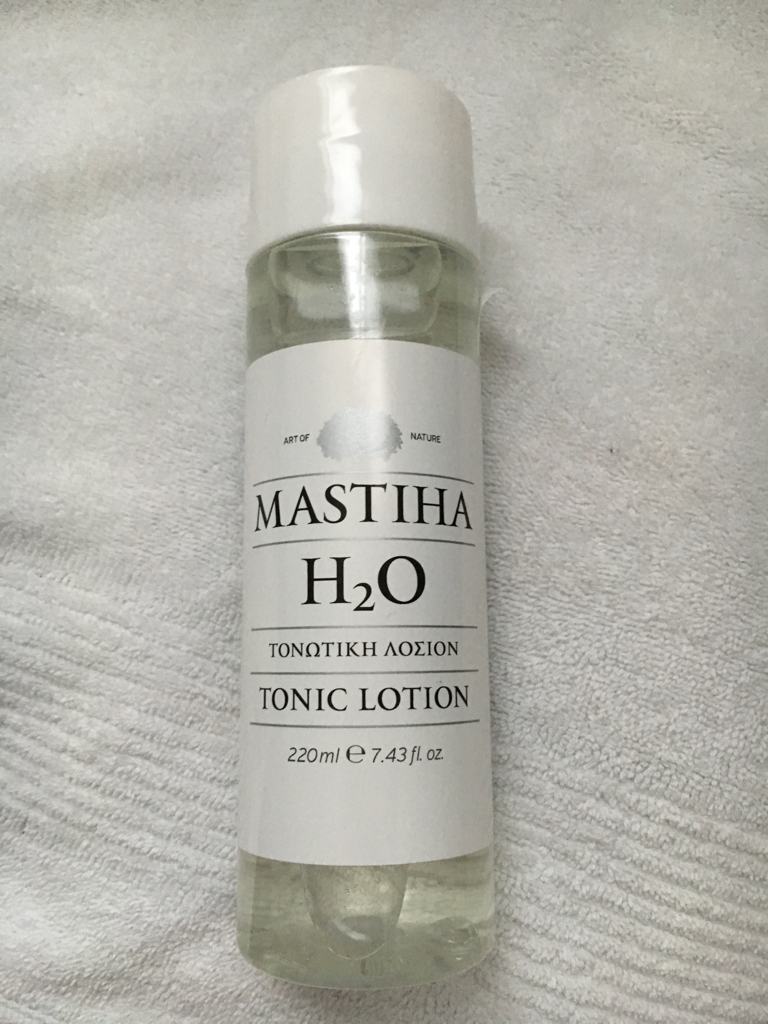 ART OF NATURE
MASTIHA
H₂O
ΤΟΝΩΤΙΚΗ ΛΟΣΙΟΝ
TONIC LOTION
220ml ℮ 7.43 fl. oz.